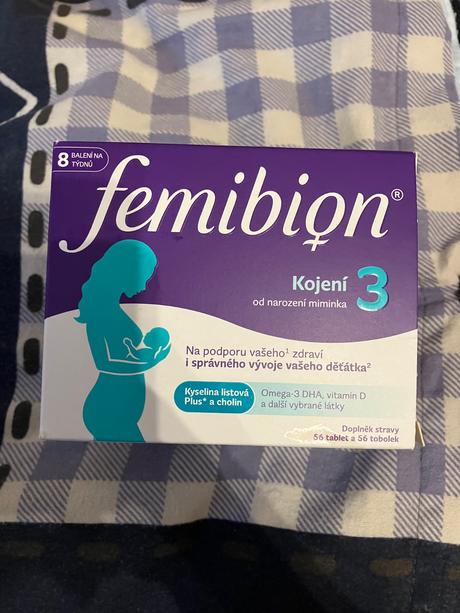 8 BALENÍ NA
TÝDNŮ
femibion®
Kojení 3
od narození miminka
Na podporu vašeho¹ zdraví
i správného vývoje vašeho děťátka²
Kyselina listová
Plus* a cholin
Omega-3 DHA, vitamin D
a další vybrané látky
Doplněk stravy
56 tablet a 56 tobolek